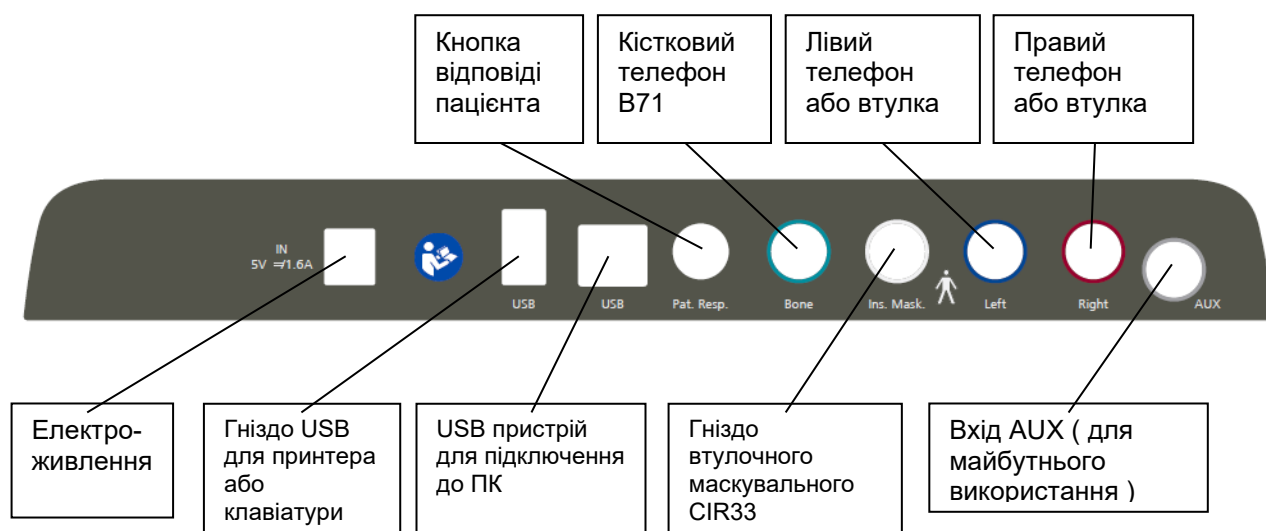 Кнопка
відповіді
пацієнта
Кістковий
телефон
B71
Лівий
телефон
або втулка
Правий
телефон
або втулка
IN
5V ⎓/1.6A
USB
USB
Pat. Resp.
Bone
Ins. Mask.
Left
Right
AUX
Електро-
живлення
Гніздо USB
для принтера
або
клавіатури
USB пристрій
для підключення
до ПК
Гніздо
втулочного
маскувального
CIR33
Вхід AUX ( для
майбутнього
використання )